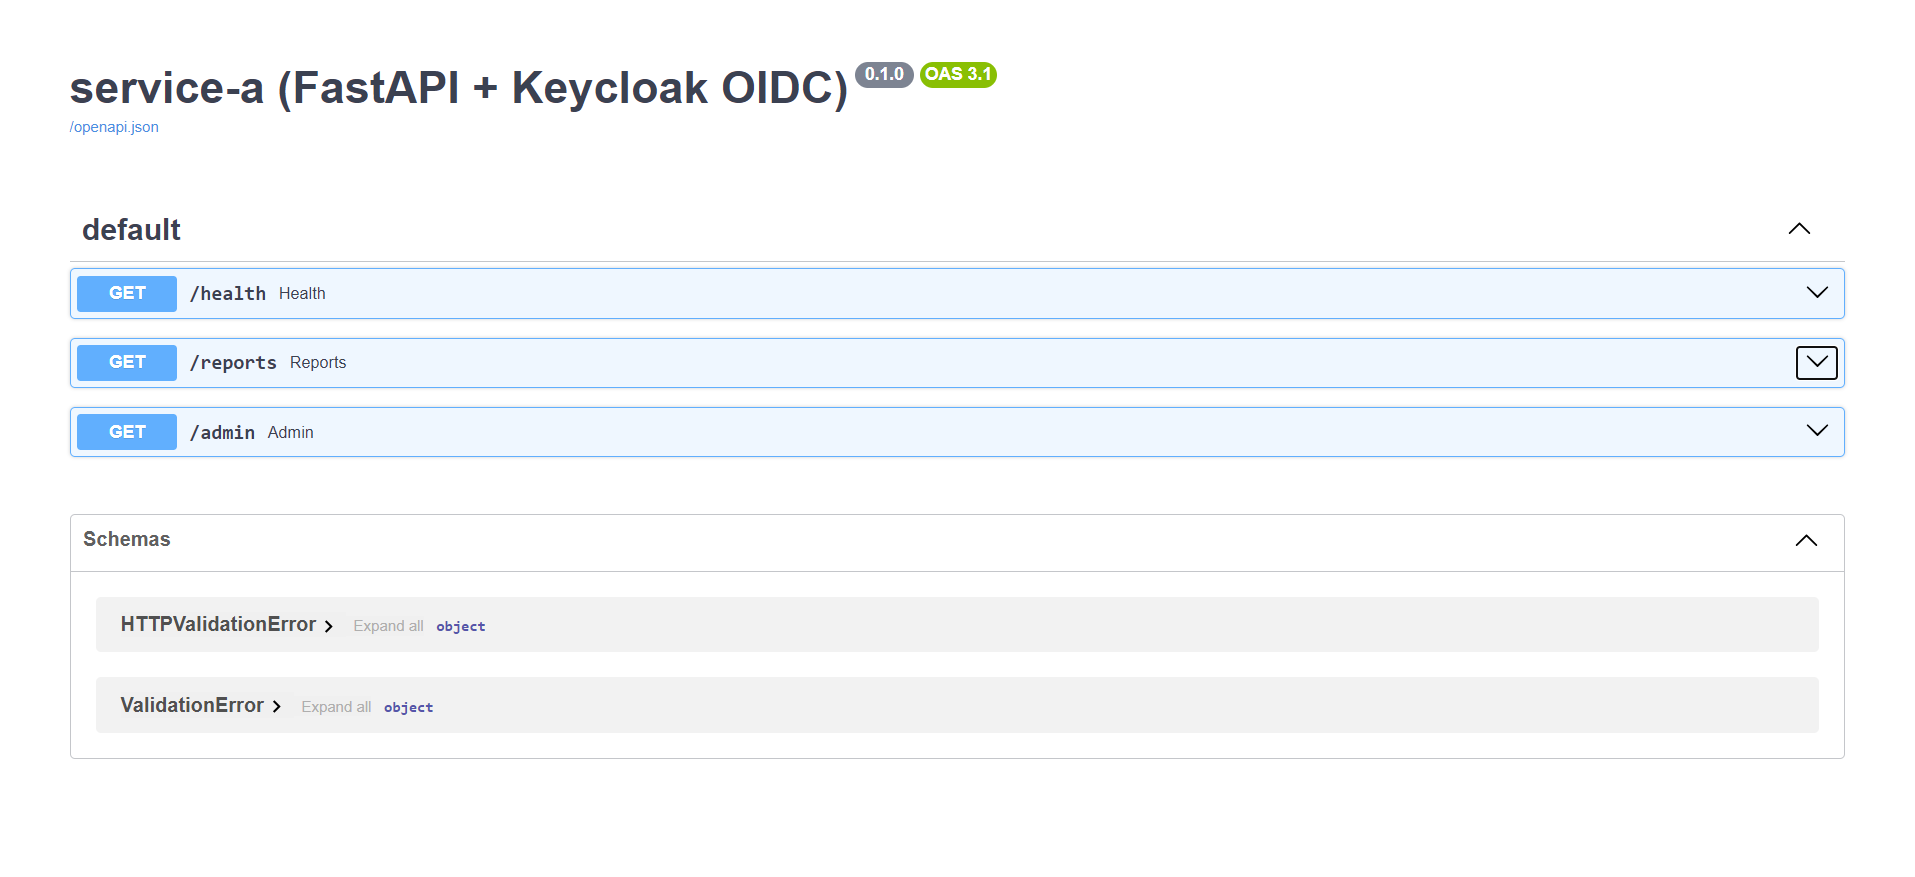 service-a (FastAPI + Keycloak OIDC) 0.1.0 OAS 3.1
/openapi.json
default
GET /health Health
GET /reports Reports
GET /admin Admin
Schemas
HTTPValidationError Expand all object
ValidationError Expand all object